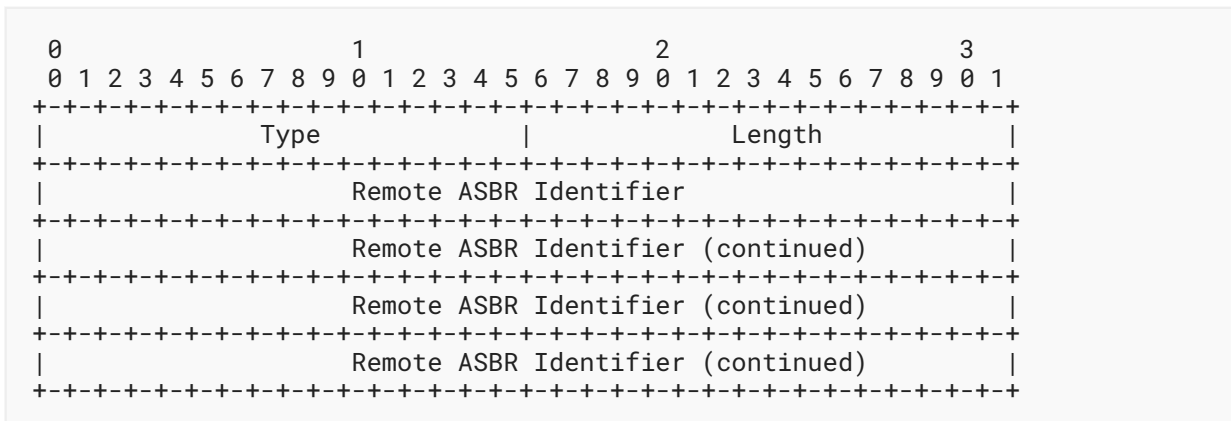 0                   1                   2                   3
 0 1 2 3 4 5 6 7 8 9 0 1 2 3 4 5 6 7 8 9 0 1 2 3 4 5 6 7 8 9 0 1
+-+-+-+-+-+-+-+-+-+-+-+-+-+-+-+-+-+-+-+-+-+-+-+-+-+-+-+-+-+-+-+-+
|              Type             |             Length            |
+-+-+-+-+-+-+-+-+-+-+-+-+-+-+-+-+-+-+-+-+-+-+-+-+-+-+-+-+-+-+-+-+
|                    Remote ASBR Identifier                     |
+-+-+-+-+-+-+-+-+-+-+-+-+-+-+-+-+-+-+-+-+-+-+-+-+-+-+-+-+-+-+-+-+
|                    Remote ASBR Identifier (continued)         |
+-+-+-+-+-+-+-+-+-+-+-+-+-+-+-+-+-+-+-+-+-+-+-+-+-+-+-+-+-+-+-+-+
|                    Remote ASBR Identifier (continued)         |
+-+-+-+-+-+-+-+-+-+-+-+-+-+-+-+-+-+-+-+-+-+-+-+-+-+-+-+-+-+-+-+-+
|                    Remote ASBR Identifier (continued)         |
+-+-+-+-+-+-+-+-+-+-+-+-+-+-+-+-+-+-+-+-+-+-+-+-+-+-+-+-+-+-+-+-+